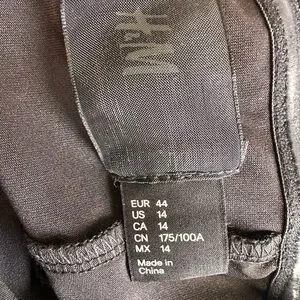 H&M
EUR 44
US 14
CA 14
CN 175/100A
MX 14
Made in
China